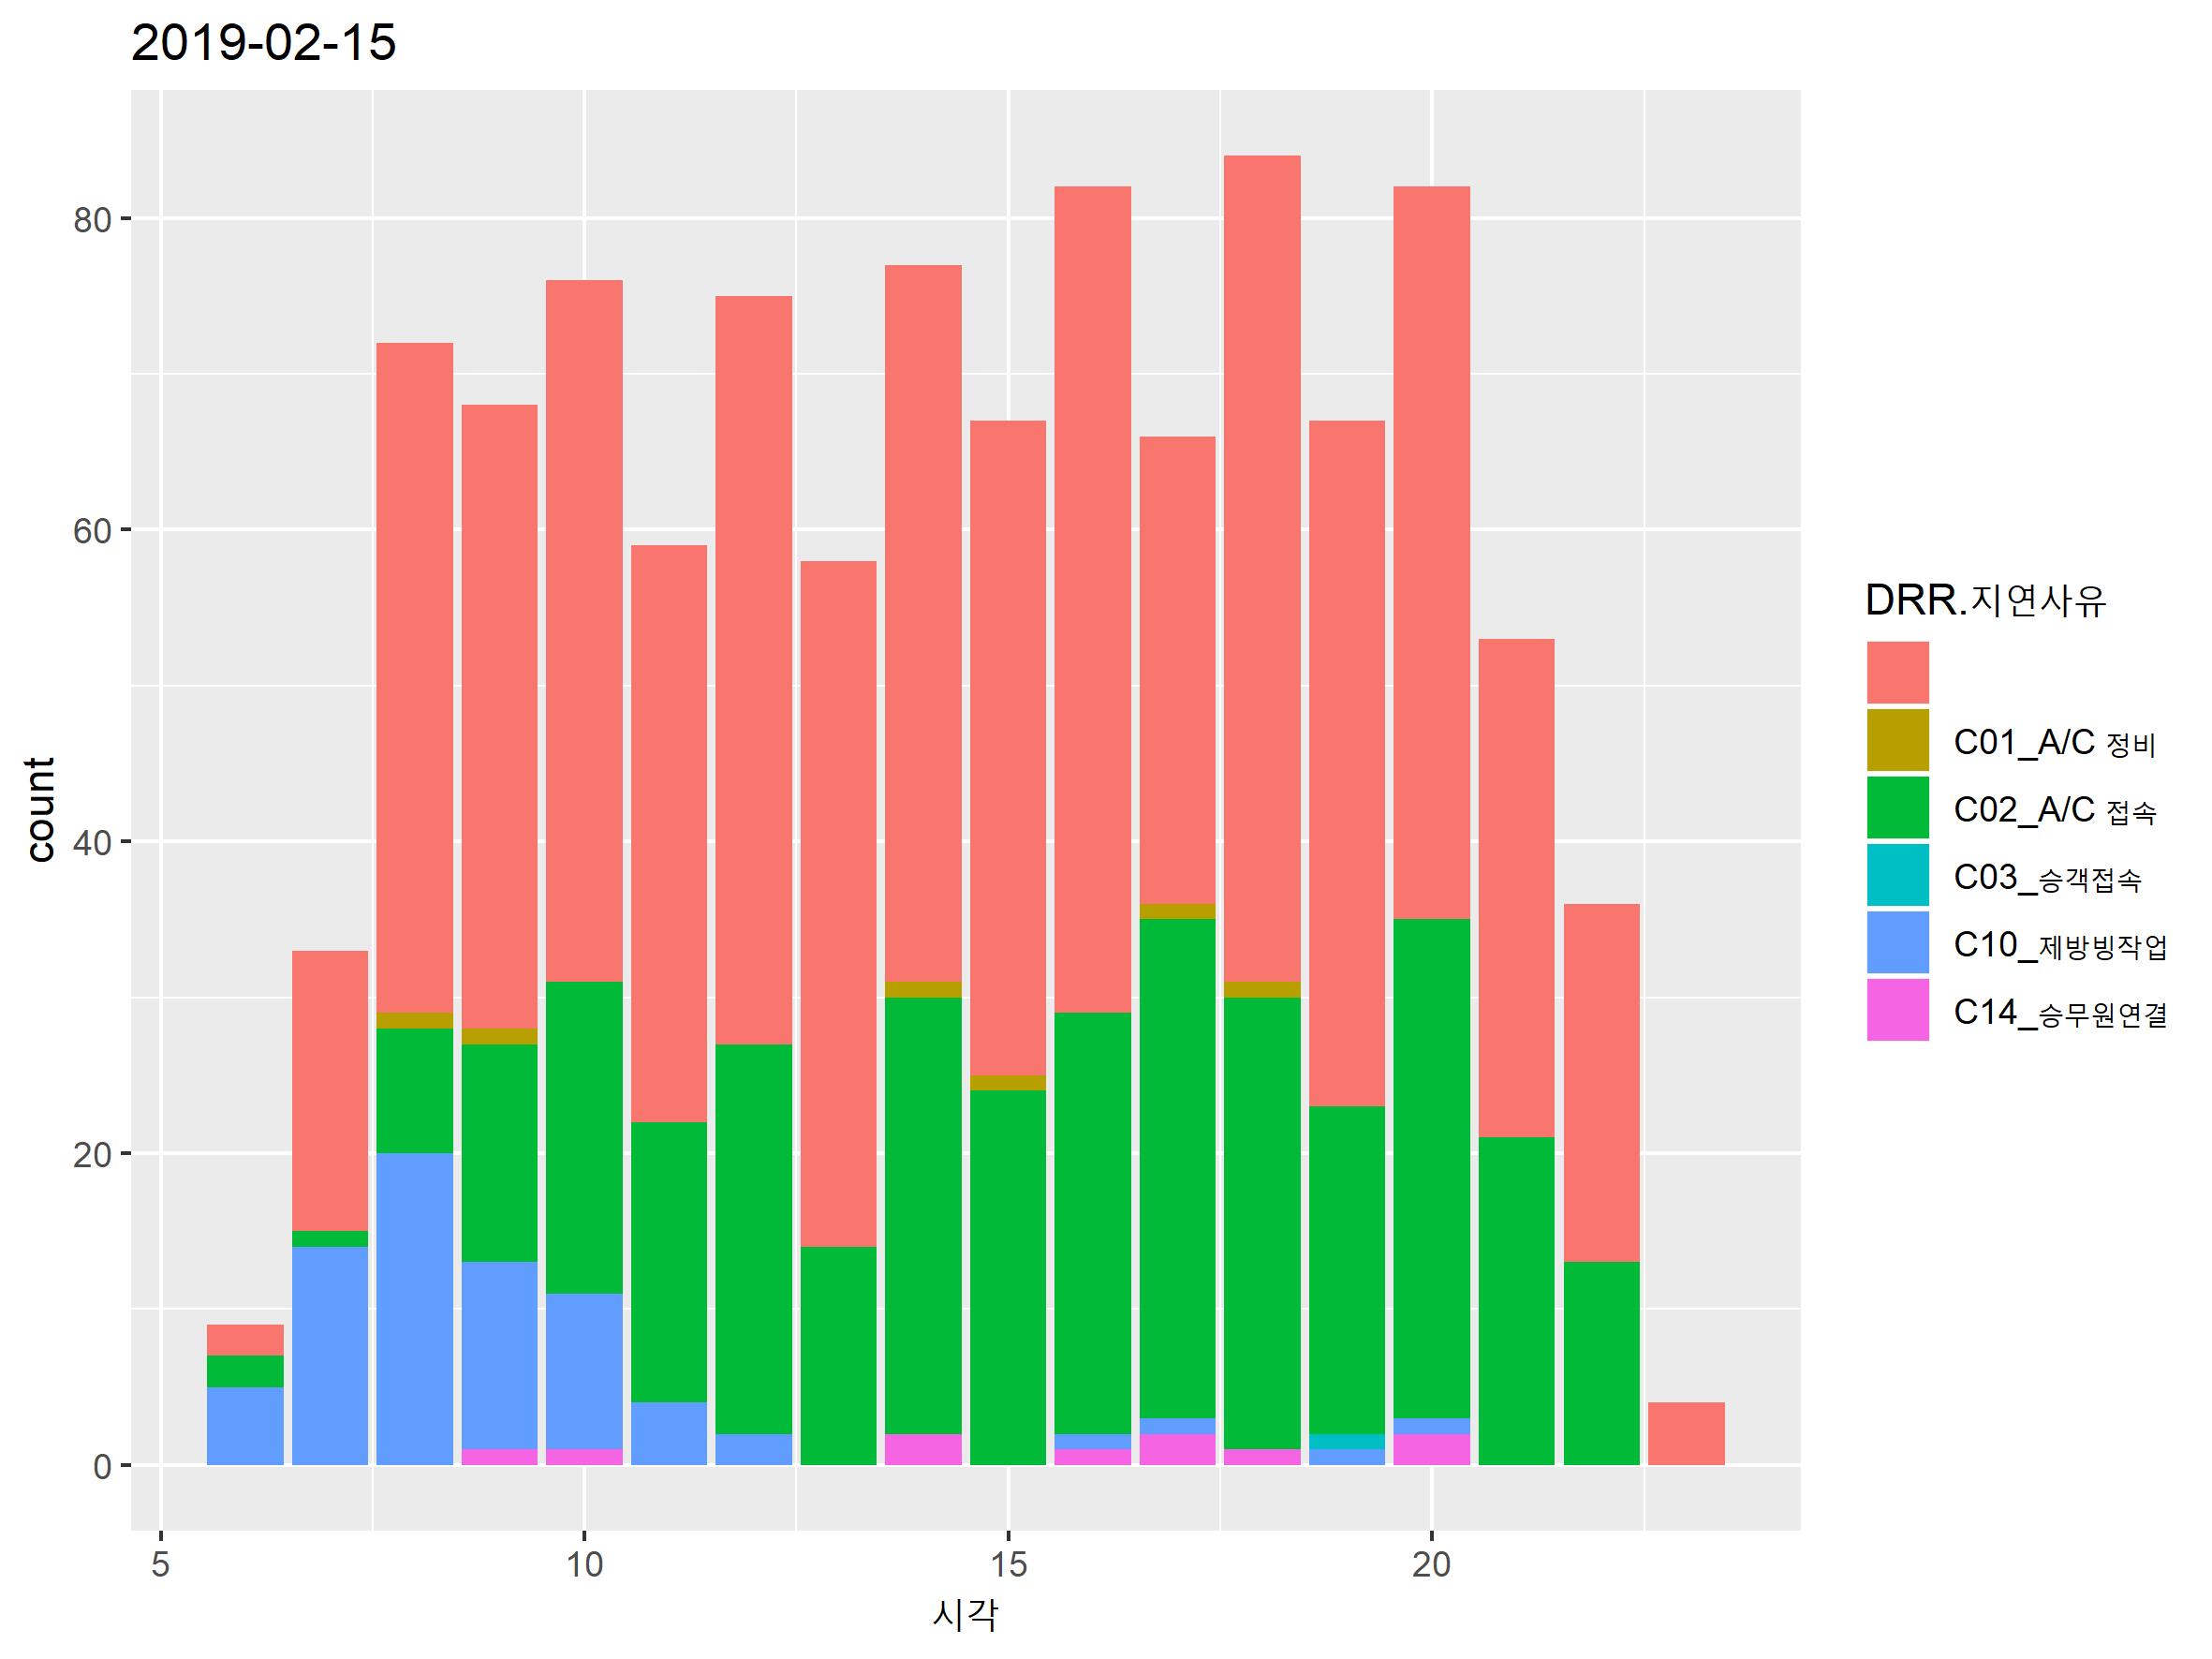 2019-02-15
80
60
40
20
0
count
5 10 15 20
시각
DRR.지연사유
C01_A/C 정비
C02_A/C 접속
C03_승객접속
C10_제방빙작업
C14_승무원연결